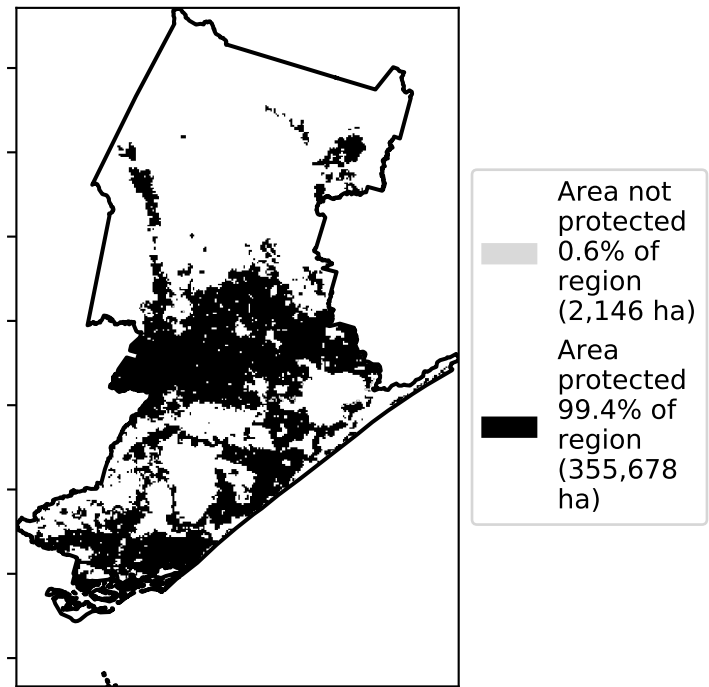 Area not
protected
0.6% of
region
(2,146 ha)
Area
protected
99.4% of
region
(355,678
ha)